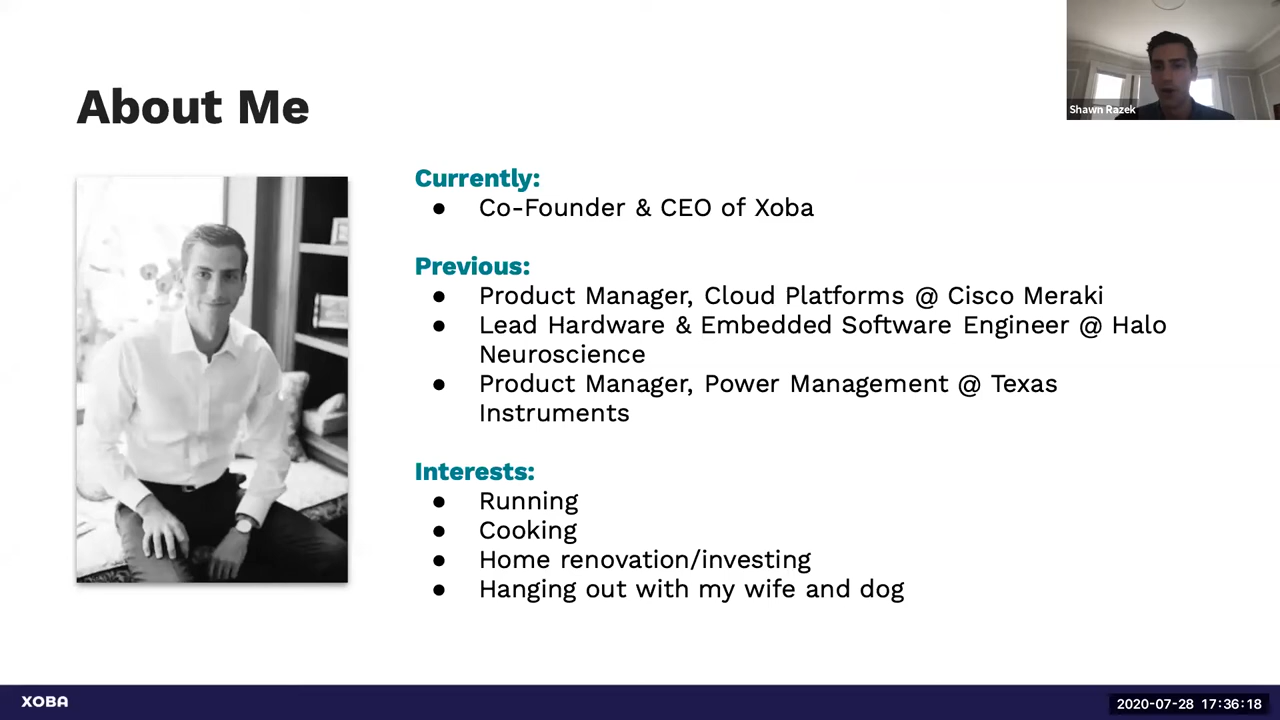 Shawn Razek
About Me
Currently:
● Co-Founder & CEO of Xoba
Previous:
● Product Manager, Cloud Platforms @ Cisco Meraki
● Lead Hardware & Embedded Software Engineer @ Halo
Neuroscience
● Product Manager, Power Management @ Texas
Instruments
Interests:
● Running
● Cooking
● Home renovation/investing
● Hanging out with my wife and dog
XOBA
2020-07-28 17:36:18